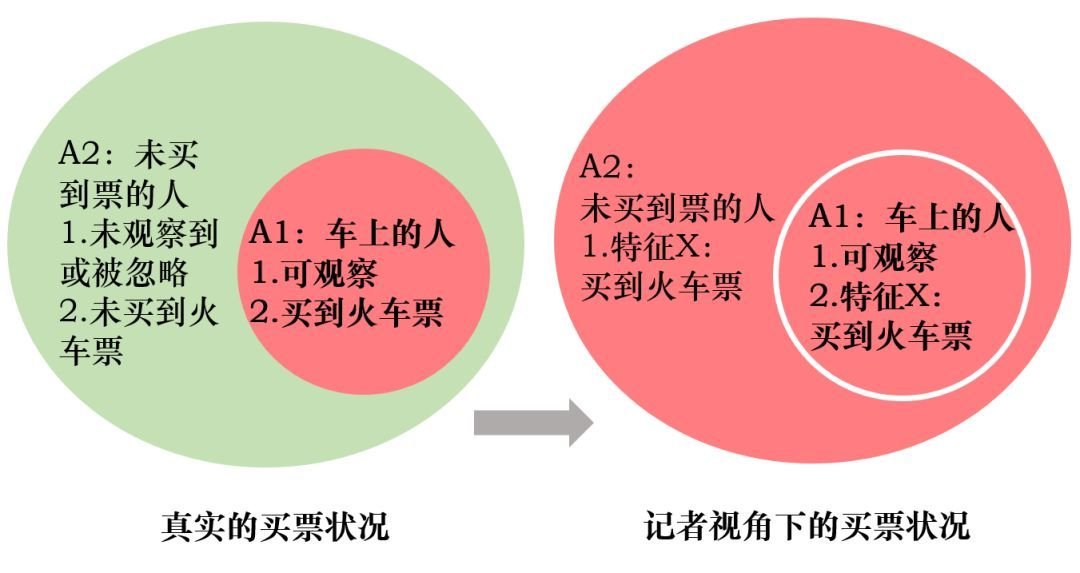 A2：未买
到票的人
1.未观察到
或被忽略
2.未买到火
车票
A1：车上的人
1.可观察
2.买到火车票
真实的买票状况
A2：
未买到票的人
1.特征X：
买到火车票
A1：车上的人
1.可观察
2.特征X：
买到火车票
记者视角下的买票状况